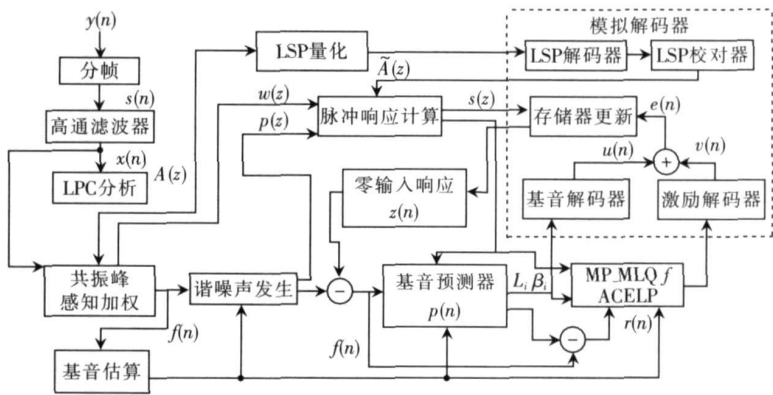 y(n)
分帧
s(n)
高通滤波器
x(n)
LPC分析
A(z)
共振峰
感知加权
f(n)
基音估算
LSP量化
w(z)
p(z)
Ã(z)
脉冲响应计算
s(z)
零输入响应
z(n)
谐噪声发生
−
f(n)
基音预测器
p(n)
L_i β_i
−
MP_MLQ f
ACELP
r(n)
模拟解码器
LSP解码器
LSP校对器
存储器更新
e(n)
u(n)
+
v(n)
基音解码器
激励解码器